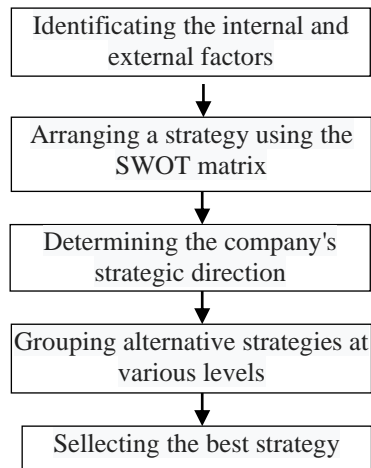 Identificating the internal and
external factors
Arranging a strategy using the
SWOT matrix
Determining the company's
strategic direction
Grouping alternative strategies at
various levels
Sellecting the best strategy